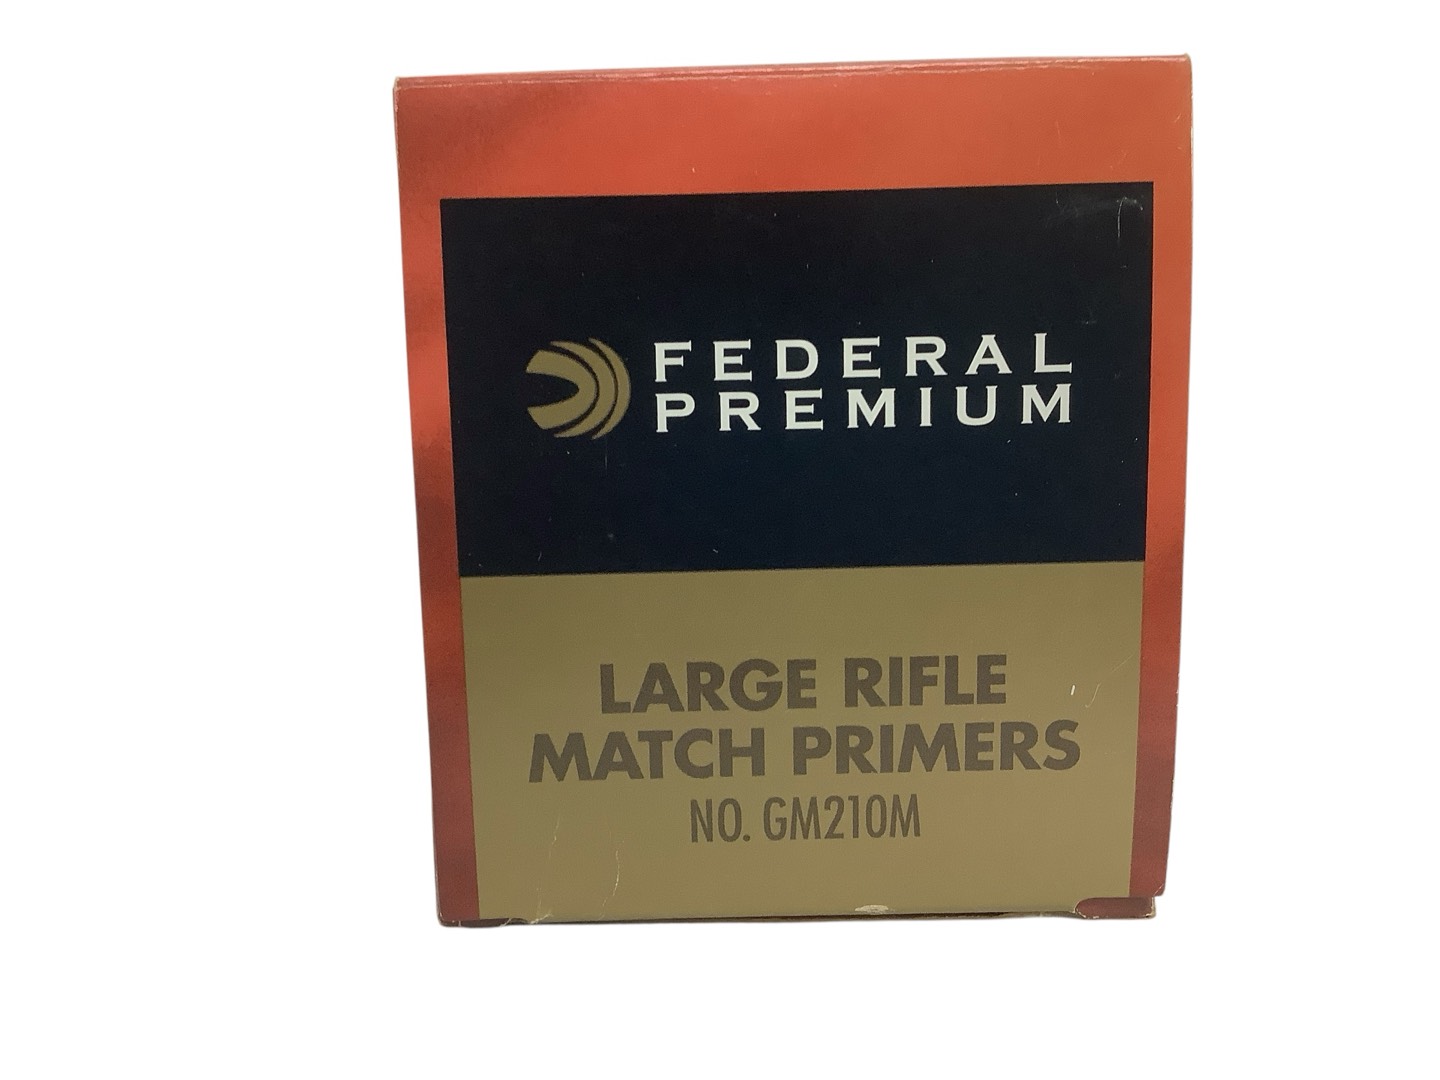 FEDERAL
PREMIUM
LARGE RIFLE
MATCH PRIMERS
NO. GM210M